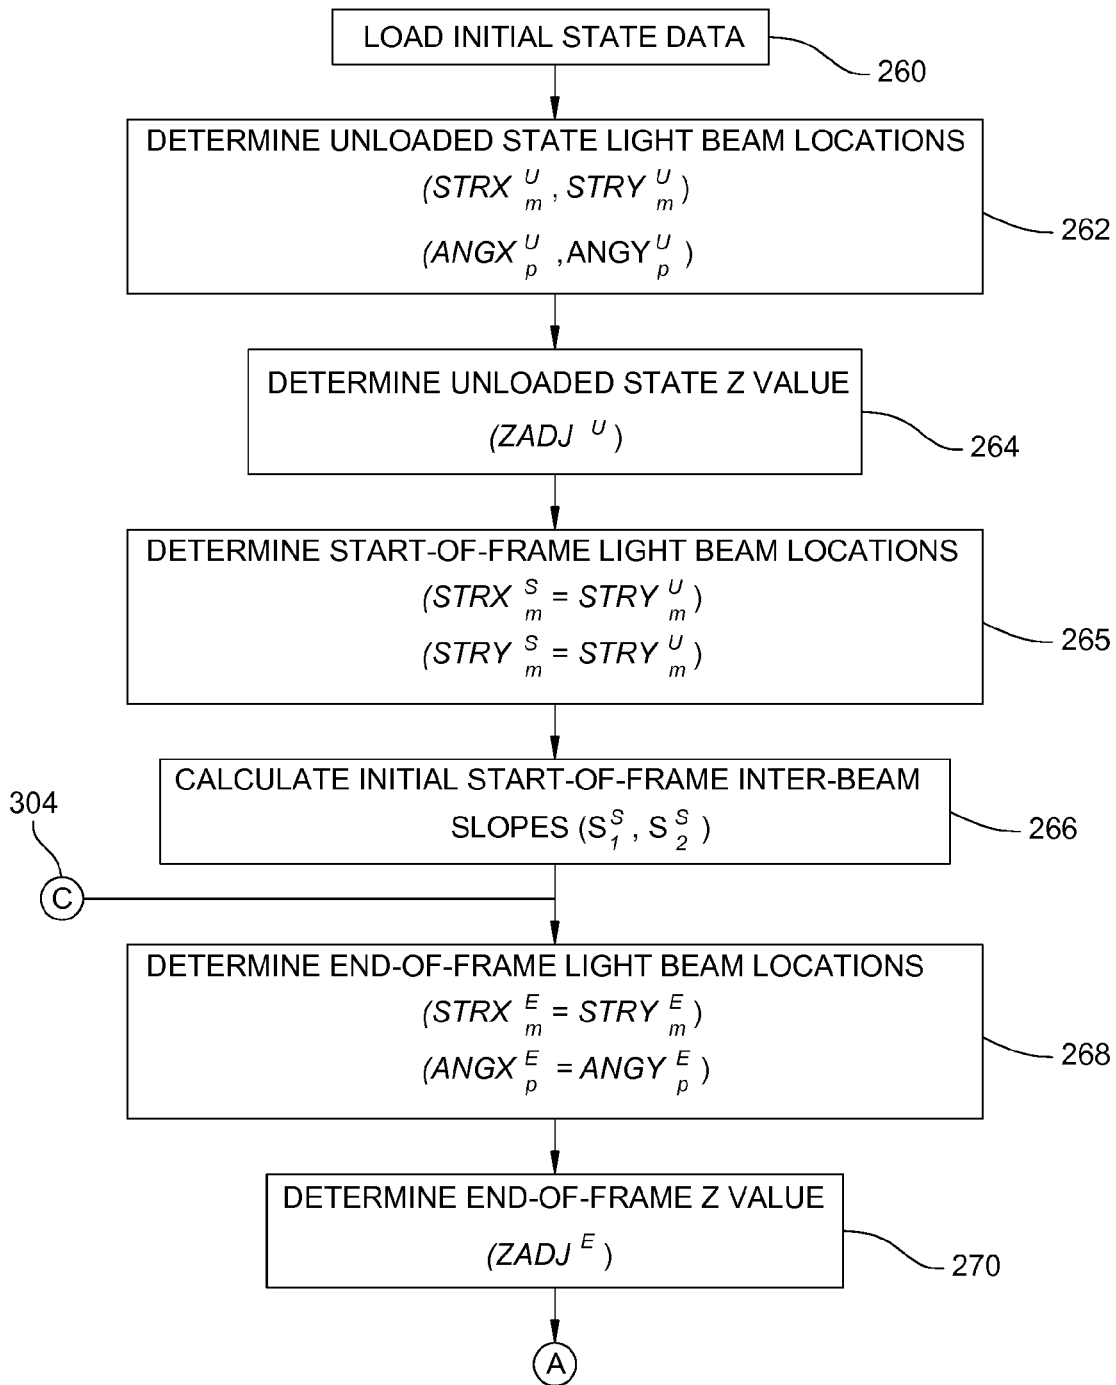 LOAD INITIAL STATE DATA
260
DETERMINE UNLOADED STATE LIGHT BEAM LOCATIONS
(STRX U m , STRY U m )
(ANGX U p ,ANGY U p )
262
DETERMINE UNLOADED STATE Z VALUE
(ZADJ U )
264
DETERMINE START-OF-FRAME LIGHT BEAM LOCATIONS
(STRX S m = STRY U m )
(STRY S m = STRY U m )
265
CALCULATE INITIAL START-OF-FRAME INTER-BEAM
SLOPES (S S 1 , S S 2 )
266
304
C
DETERMINE END-OF-FRAME LIGHT BEAM LOCATIONS
(STRX E m = STRY E m )
(ANGX E p = ANGY E p )
268
DETERMINE END-OF-FRAME Z VALUE
(ZADJ E )
270
A